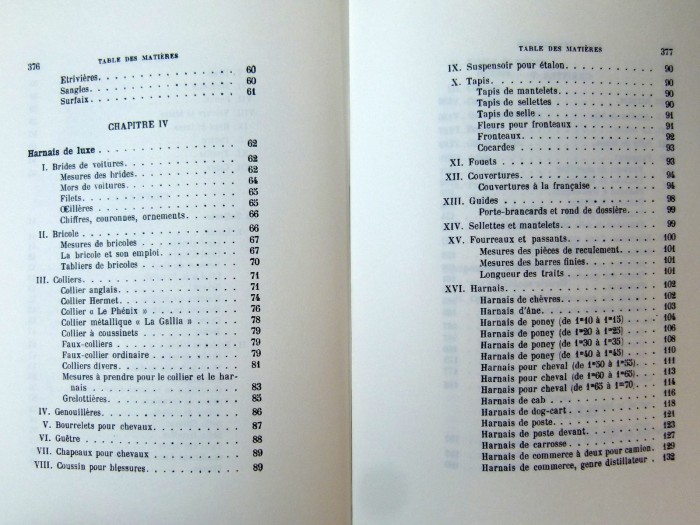 376
TABLE DES MATIÈRES
Etrivières. 60
Sangles. 60
Surfaix 61
CHAPITRE IV
Harnais de luxe 62
I. Brides de voitures. 62
Mesures des brides. 62
Mors de voitures. 64
Filets. 65
Œillères 65
Chiffres, couronnes, ornements. 66
II. Bricole 66
Mesures de bricoles 67
La bricole et son emploi 67
Tabliers de bricoles 70
III. Colliers 71
Collier anglais. 71
Collier Hermet 74
Collier « Le Phénix » 76
Collier métallique « La Gallia » 78
Collier à coussinets 79
Faux-colliers 79
Faux-collier ordinaire 79
Colliers divers 81
Mesures à prendre pour le collier et le har-
nais 83
Grelottières 85
IV. Genouillères 86
V. Bourrelets pour chevaux. 87
VI. Guêtre 88
VII. Chapeaux pour chevaux 89
VIII. Coussin pour blessures. 89
TABLE DES MATIÈRES
377
IX. Suspensoir pour étalon. 90
X. Tapis. 90
Tapis de mantelets 90
Tapis de sellettes 90
Tapis de selle 91
Fleurs pour fronteaux 91
Fronteaux. 92
Cocardes 93
XI. Fouets 93
XII. Couvertures 94
Couvertures à la française 94
XIII. Guides 98
Porte-brancards et rond de dossière. 99
XIV. Sellettes et mantelets. 99
XV. Fourreaux et passants. 100
Mesures des pièces de reculement. 101
Mesures des barres finies. 101
Longueur des traits 101
XVI. Harnais. 102
Harnais de chèvres. 103
Harnais d'Âne. 103
Harnais de poney (de 1m10 à 1m15) 104
Harnais de poney (de 1m20 à 1m25) 106
Harnais de poney (de 1m30 à 1m35) 108
Harnais de poney (de 1m40 à 1m45) 110
Harnais pour cheval (de 1m50 à 1m55) 111
Harnais pour cheval (de 1m60 à 1m65) 113
Harnais pour cheval (de 1m65 à 1m70) 114
Harnais de cab 116
Harnais de dog-cart 118
Harnais de poste. 121
Harnais de poste devant. 123
Harnais de carrosse. 127
Harnais de commerce à deux pour camion. 129
Harnais de commerce, genre distillateur 132